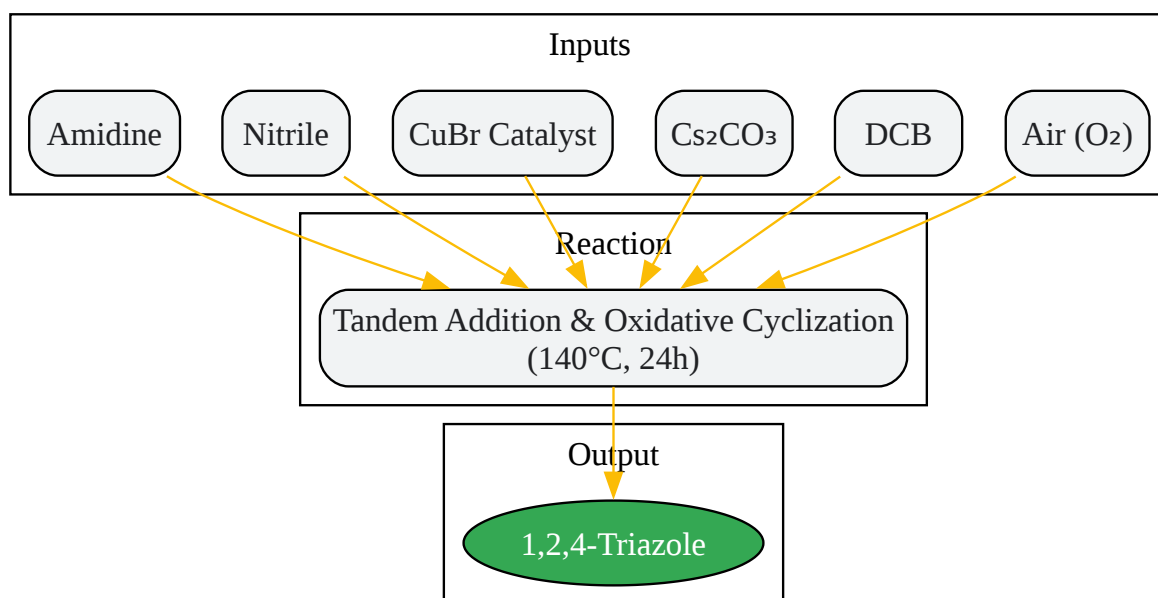 Inputs
Amidine
Nitrile
CuBr Catalyst
Cs₂CO₃
DCB
Air (O₂)
Reaction
Tandem Addition & Oxidative Cyclization
(140°C, 24h)
Output
1,2,4-Triazole